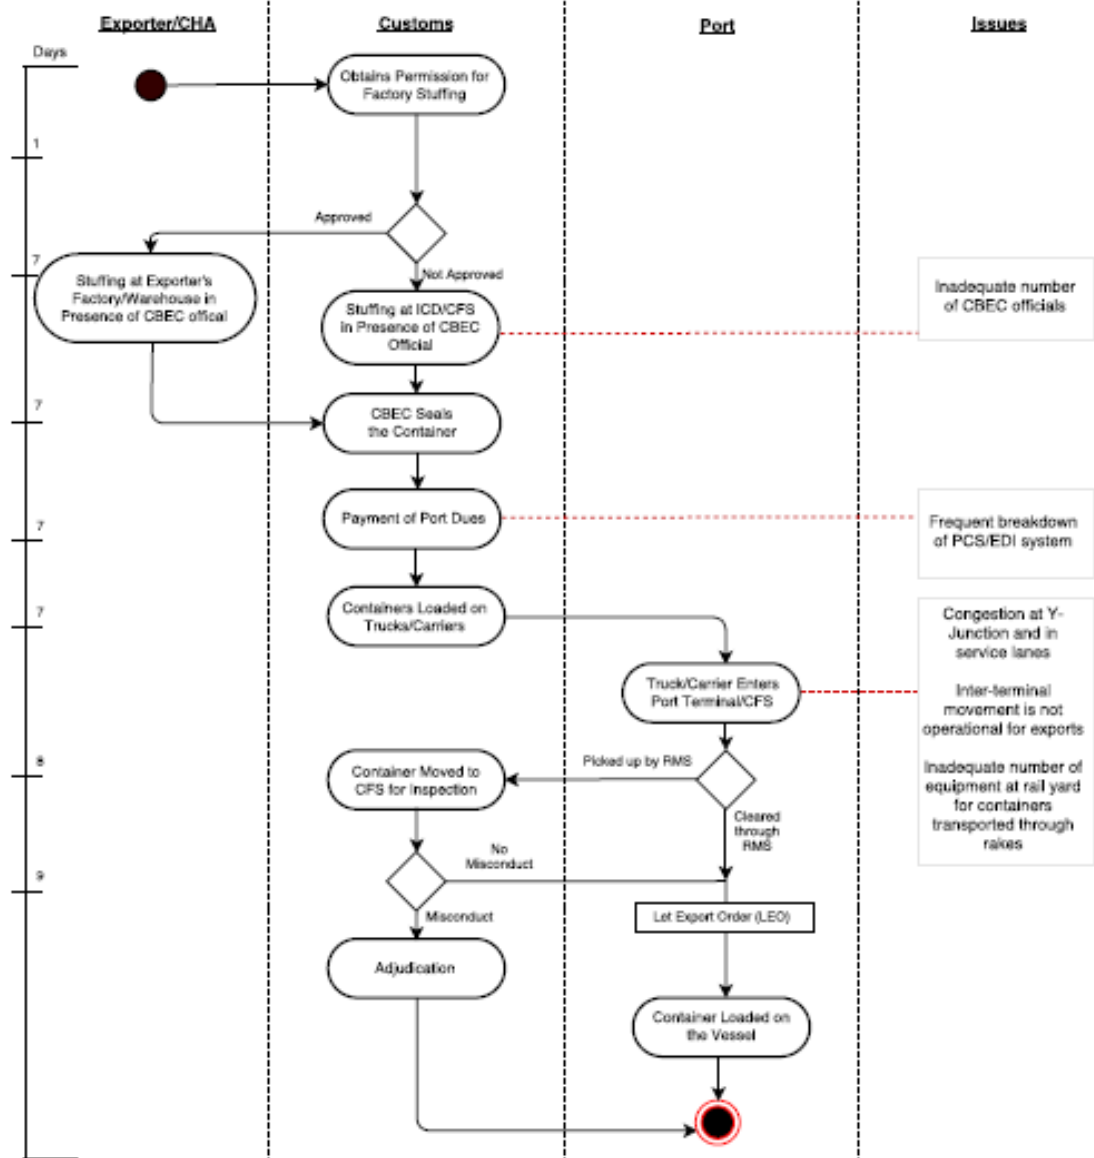 Exporter/CHA
Customs
Port
Issues
Days
Obtains Permission for
Factory Stuffing
1
Approved
Not Approved
7
Stuffing at Exporter's
Factory/Warehouse in
Presence of CBEC offical
Stuffing at ICD/CFS
in Presence of CBEC
Official
Inadequate number
of CBEC officials
7
CBEC Seals
the Container
7
Payment of Port Dues
Frequent breakdown
of PCS/EDI system
7
Containers Loaded on
Trucks/Carriers
Truck/Carrier Enters
Port Terminal/CFS
Congestion at Y-
Junction and in
service lanes
Inter-terminal
movement is not
operational for exports
Inadequate number of
equipment at rail yard
for containers
transported through
rakes
8
Container Moved to
CFS for Inspection
Picked up by RMS
Cleared
through
RMS
No
Misconduct
9
Misconduct
Let Export Order (LEO)
Adjudication
Container Loaded on
the Vessel